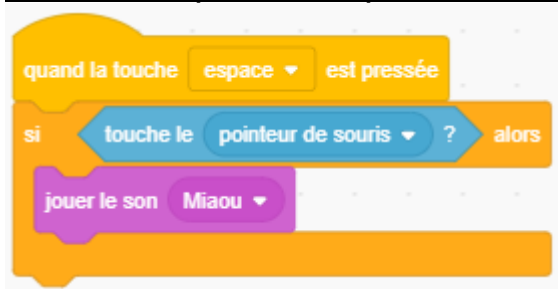 quand la touche espace est pressée
si touche le pointeur de souris ? alors
jouer le son Miaou